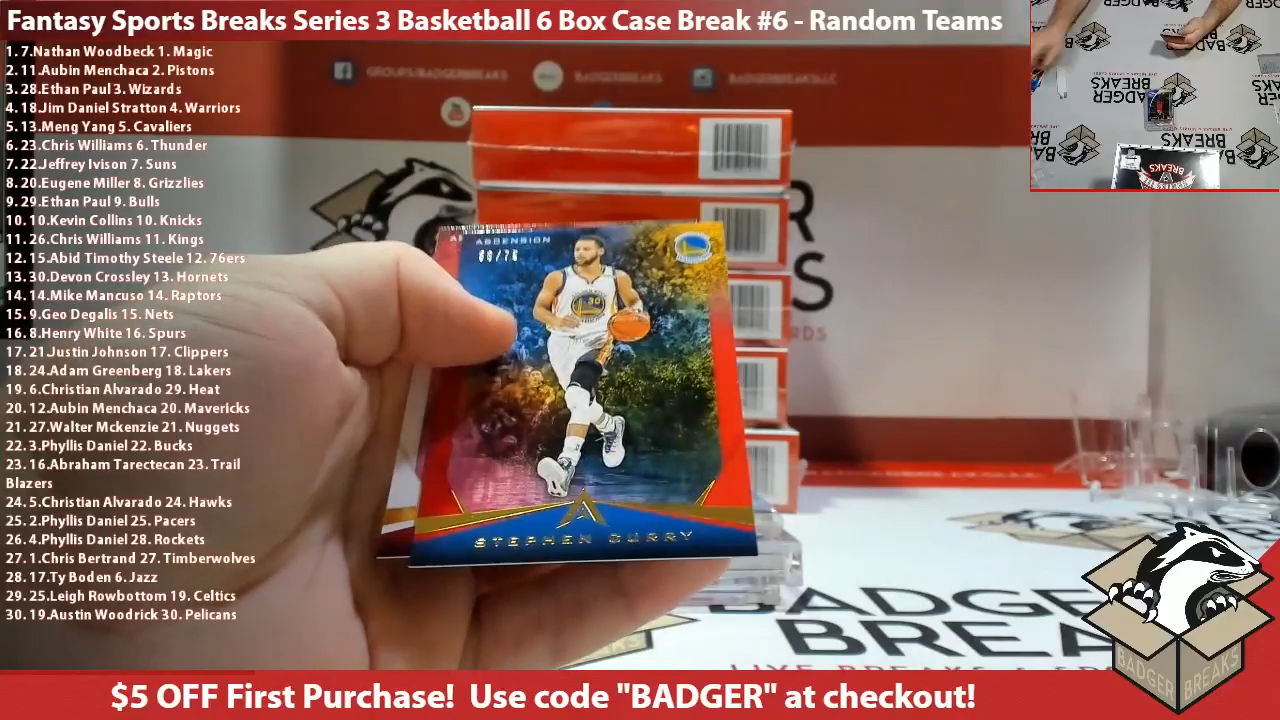 Fantasy Sports Breaks Series 3 Basketball 6 Box Case Break #6 - Random Teams
1. 7.Nathan Woodbeck 1. Magic
2. 11.Aubin Menchaca 2. Pistons
3. 28.Ethan Paul 3. Wizards
4. 18.Jim Daniel Stratton 4. Warriors
5. 13.Meng Yang 5. Cavaliers
6. 23.Chris Williams 6. Thunder
7. 22.Jeffrey Ivison 7. Suns
8. 20.Eugene Miller 8. Grizzlies
9. 29.Ethan Paul 9. Bulls
10. 10.Kevin Collins 10. Knicks
11. 26.Chris Williams 11. Kings
12. 15.Abid Timothy Steele 12. 76ers
13. 30.Devon Crossley 13. Hornets
14. 14.Mike Mancuso 14. Raptors
15. 9.Geo Degalis 15. Nets
16. 8.Henry White 16. Spurs
17. 21.Justin Johnson 17. Clippers
18. 24.Adam Greenberg 18. Lakers
19. 6.Christian Alvarado 29. Heat
20. 12.Aubin Menchaca 20. Mavericks
21. 27.Walter Mckenzie 21. Nuggets
22. 3.Phyllis Daniel 22. Bucks
23. 16.Abraham Tarectecan 23. Trail
Blazers
24. 5.Christian Alvarado 24. Hawks
25. 2.Phyllis Daniel 25. Pacers
26. 4.Phyllis Daniel 28. Rockets
27. 1.Chris Bertrand 27. Timberwolves
28. 17.Ty Boden 6. Jazz
29. 25.Leigh Rowbottom 19. Celtics
30. 19.Austin Woodrick 30. Pelicans
GROUPS/BADGERBREAKS
BADGERBREAKS
BADGERBREAKSLLC
ASCENSION
30
STEPHEN CURRY
BADGER
BREAKS
BADGER
BREA
BADGER BREAKS
$5 OFF First Purchase! Use code "BADGER" at checkout!